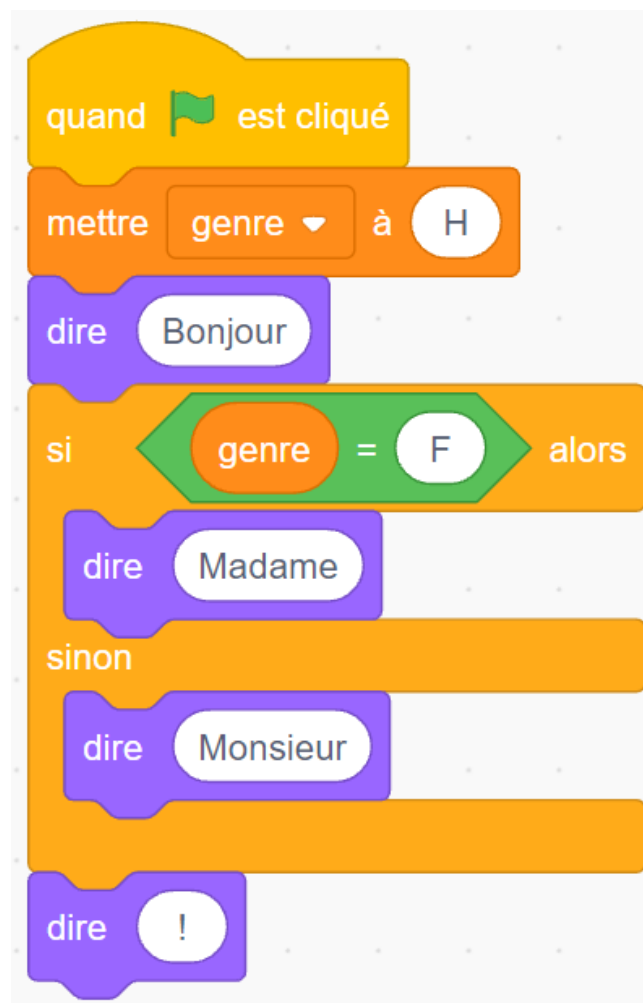 quand est cliqué
mettre genre à H
dire Bonjour
si genre = F alors
dire Madame
sinon
dire Monsieur
dire !